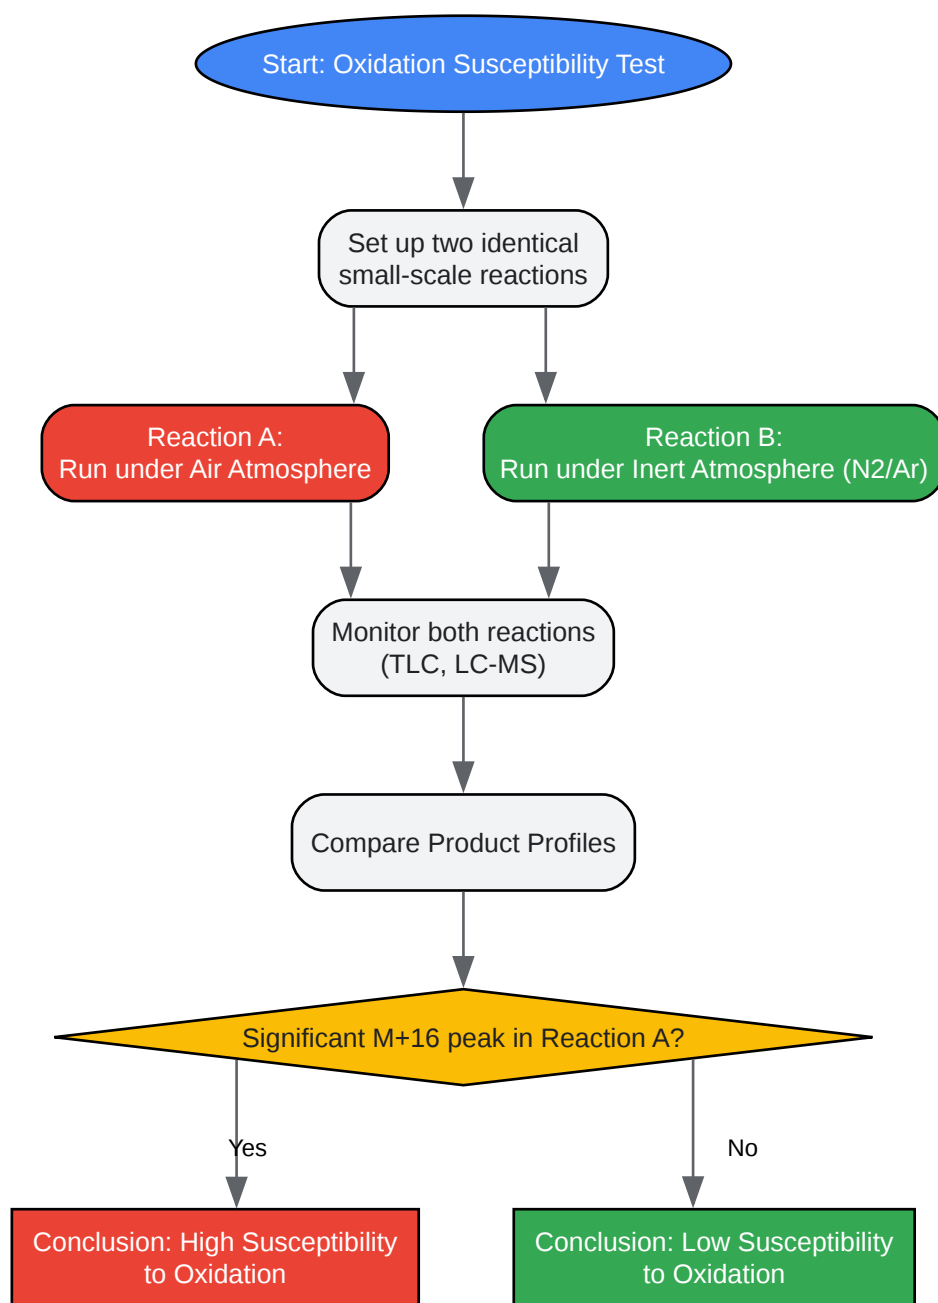 Start: Oxidation Susceptibility Test
Set up two identical
small-scale reactions
Reaction A:
Run under Air Atmosphere
Reaction B:
Run under Inert Atmosphere (N2/Ar)
Monitor both reactions
(TLC, LC-MS)
Compare Product Profiles
Significant M+16 peak in Reaction A?
Yes
No
Conclusion: High Susceptibility
to Oxidation
Conclusion: Low Susceptibility
to Oxidation